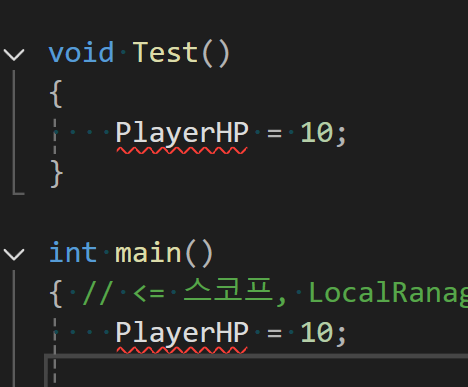 void Test()
{
PlayerHP = 10;
}
int main()
{ // <= 스코프, LocalRanag
PlayerHP = 10;